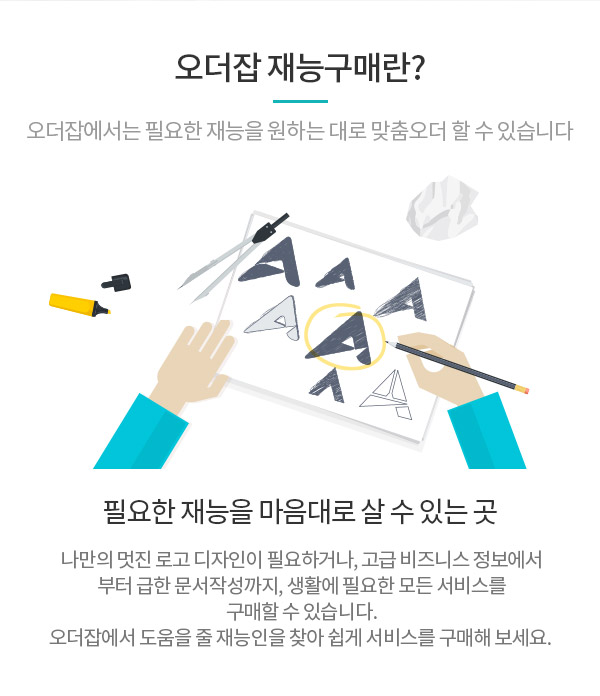 오더잡 재능구매란?
오더잡에서는 필요한 재능을 원하는 대로 맞춤오더 할 수 있습니다
필요한 재능을 마음대로 살 수 있는 곳
나만의 멋진 로고 디자인이 필요하거나, 고급 비즈니스 정보에서
부터 급한 문서작성까지, 생활에 필요한 모든 서비스를
구매할 수 있습니다.
오더잡에서 도움을 줄 재능인을 찾아 쉽게 서비스를 구매해 보세요.